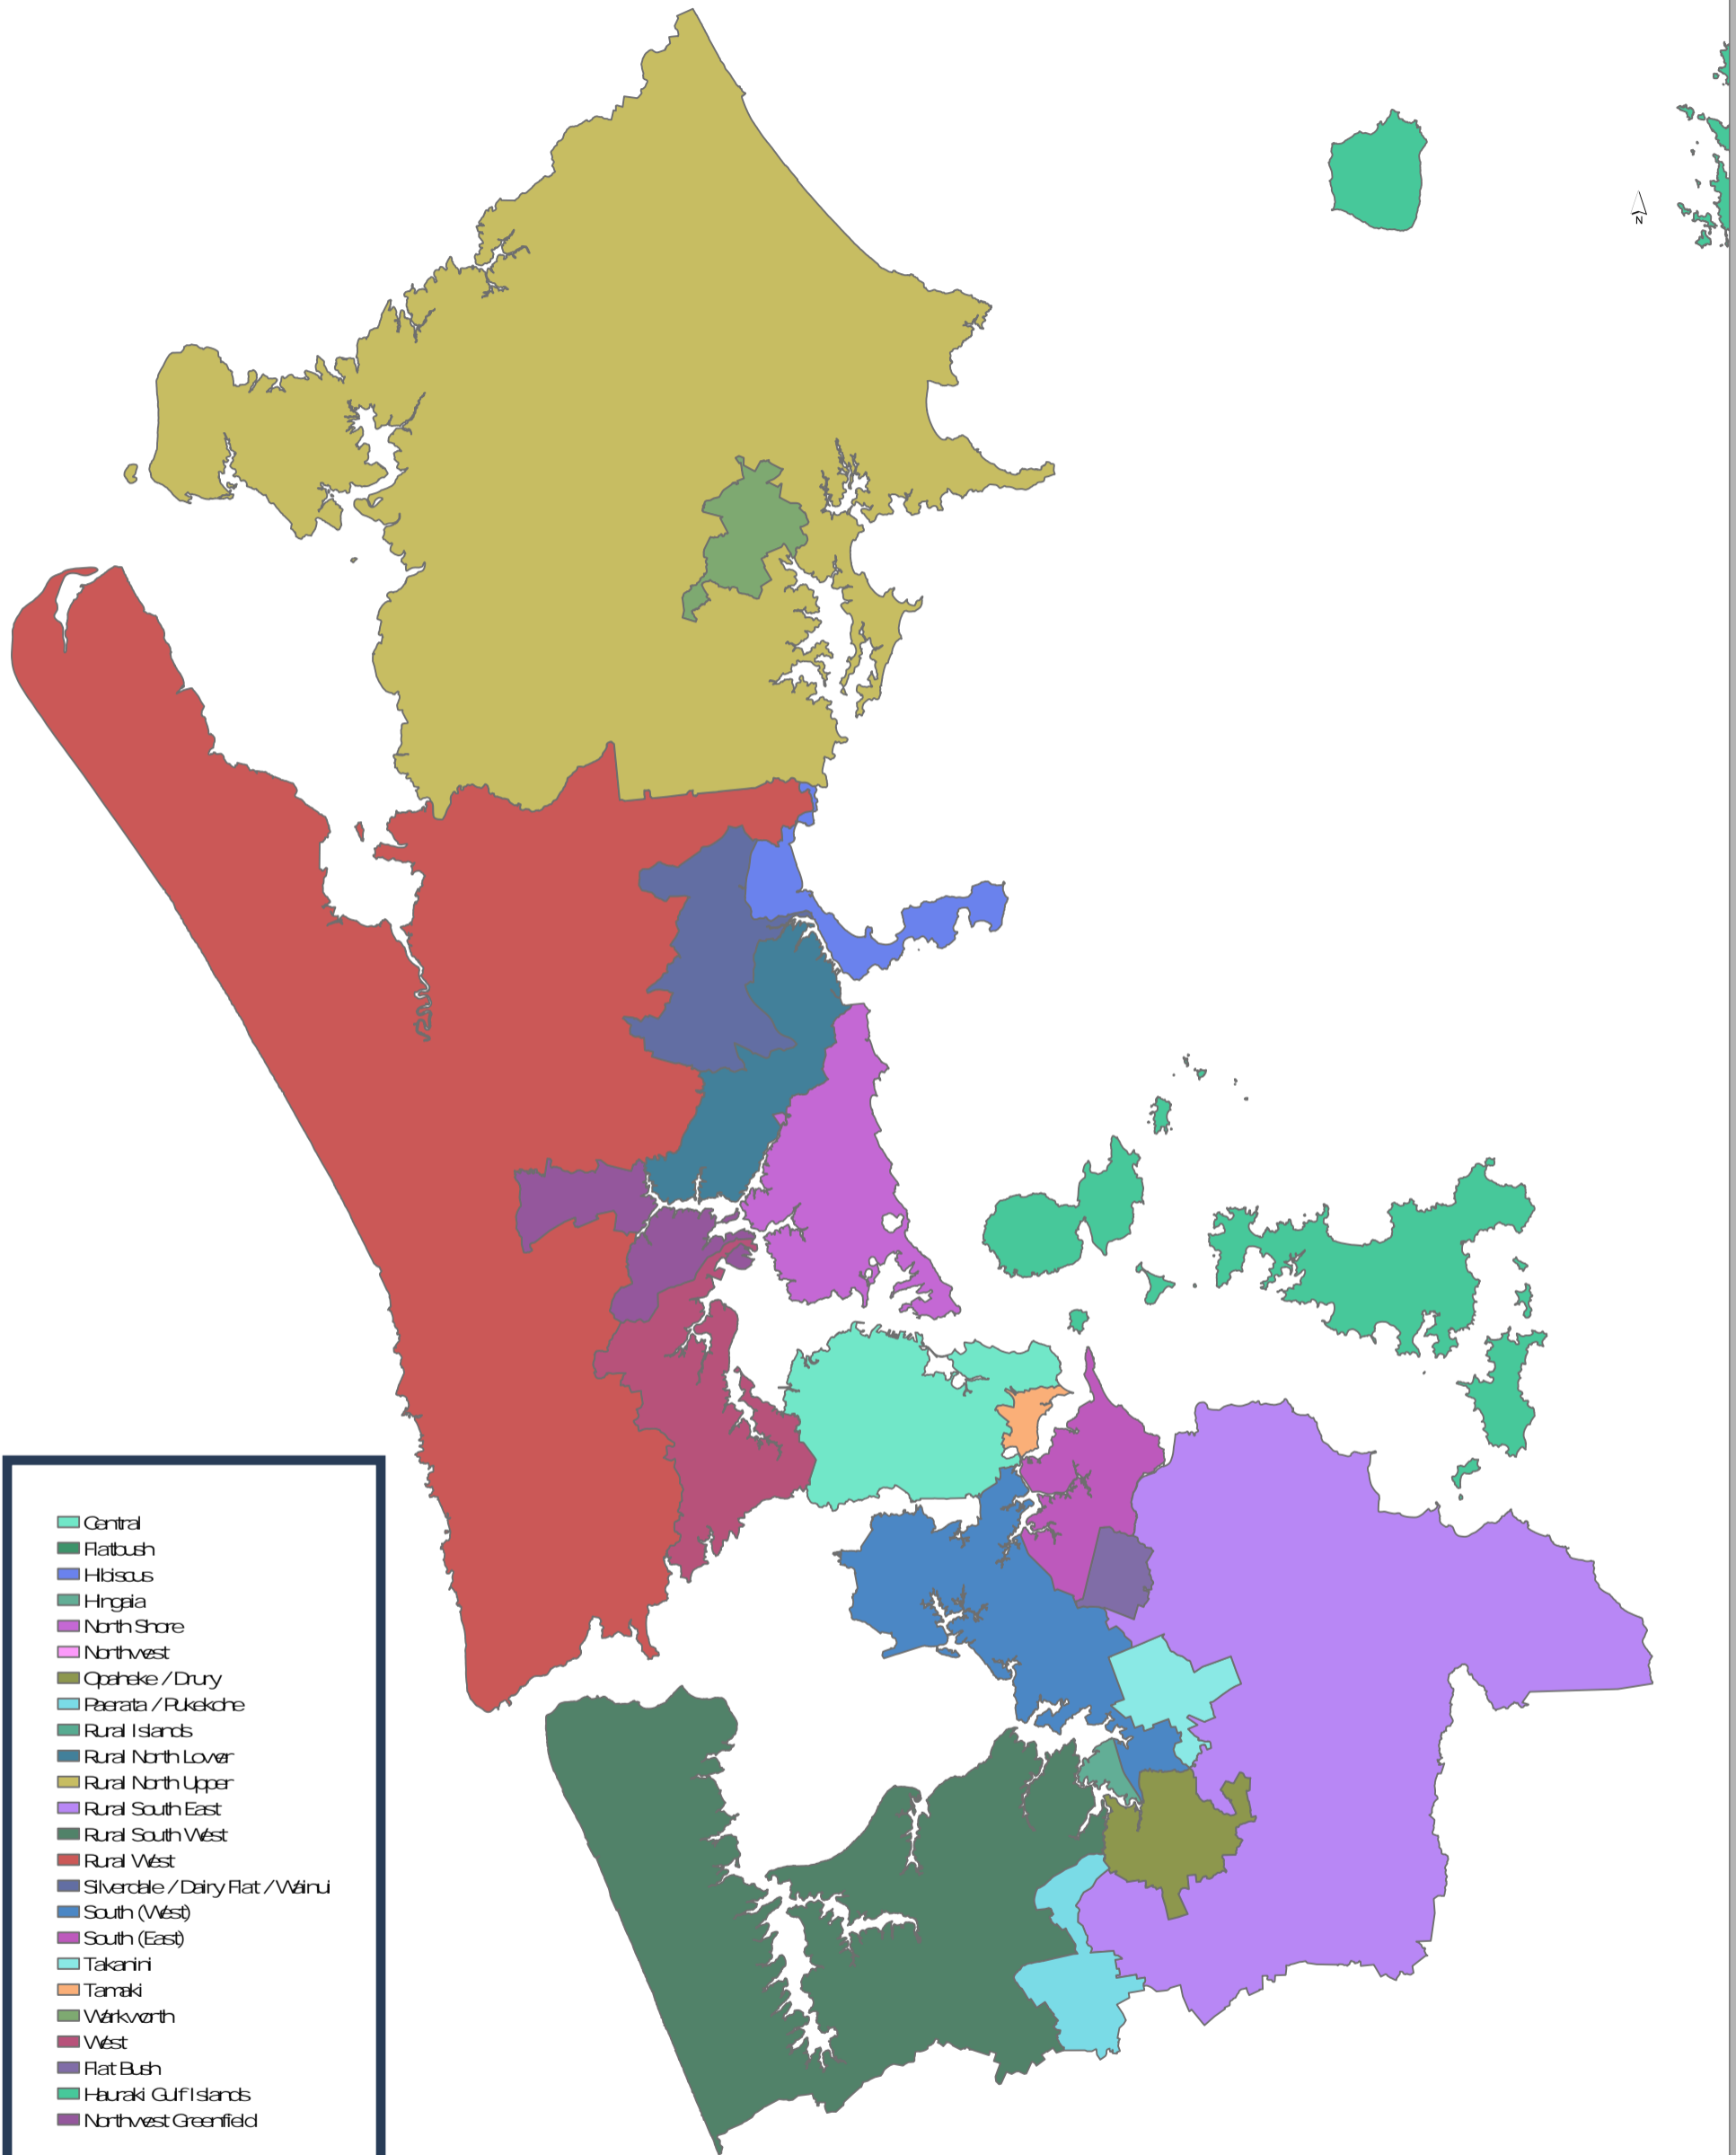 N
Central
Flatbush
Hibiscus
Hingaia
North Shore
Northwest
Opaheke / Drury
Paerata / Pukekohe
Rural Islands
Rural North Lower
Rural North Upper
Rural South East
Rural South West
Rural West
Silverdale / Dairy Flat / Wainui
South (West)
South (East)
Takanini
Tamaki
Warkworth
West
Flat Bush
Hauraki Gulf Islands
Northwest Greenfield